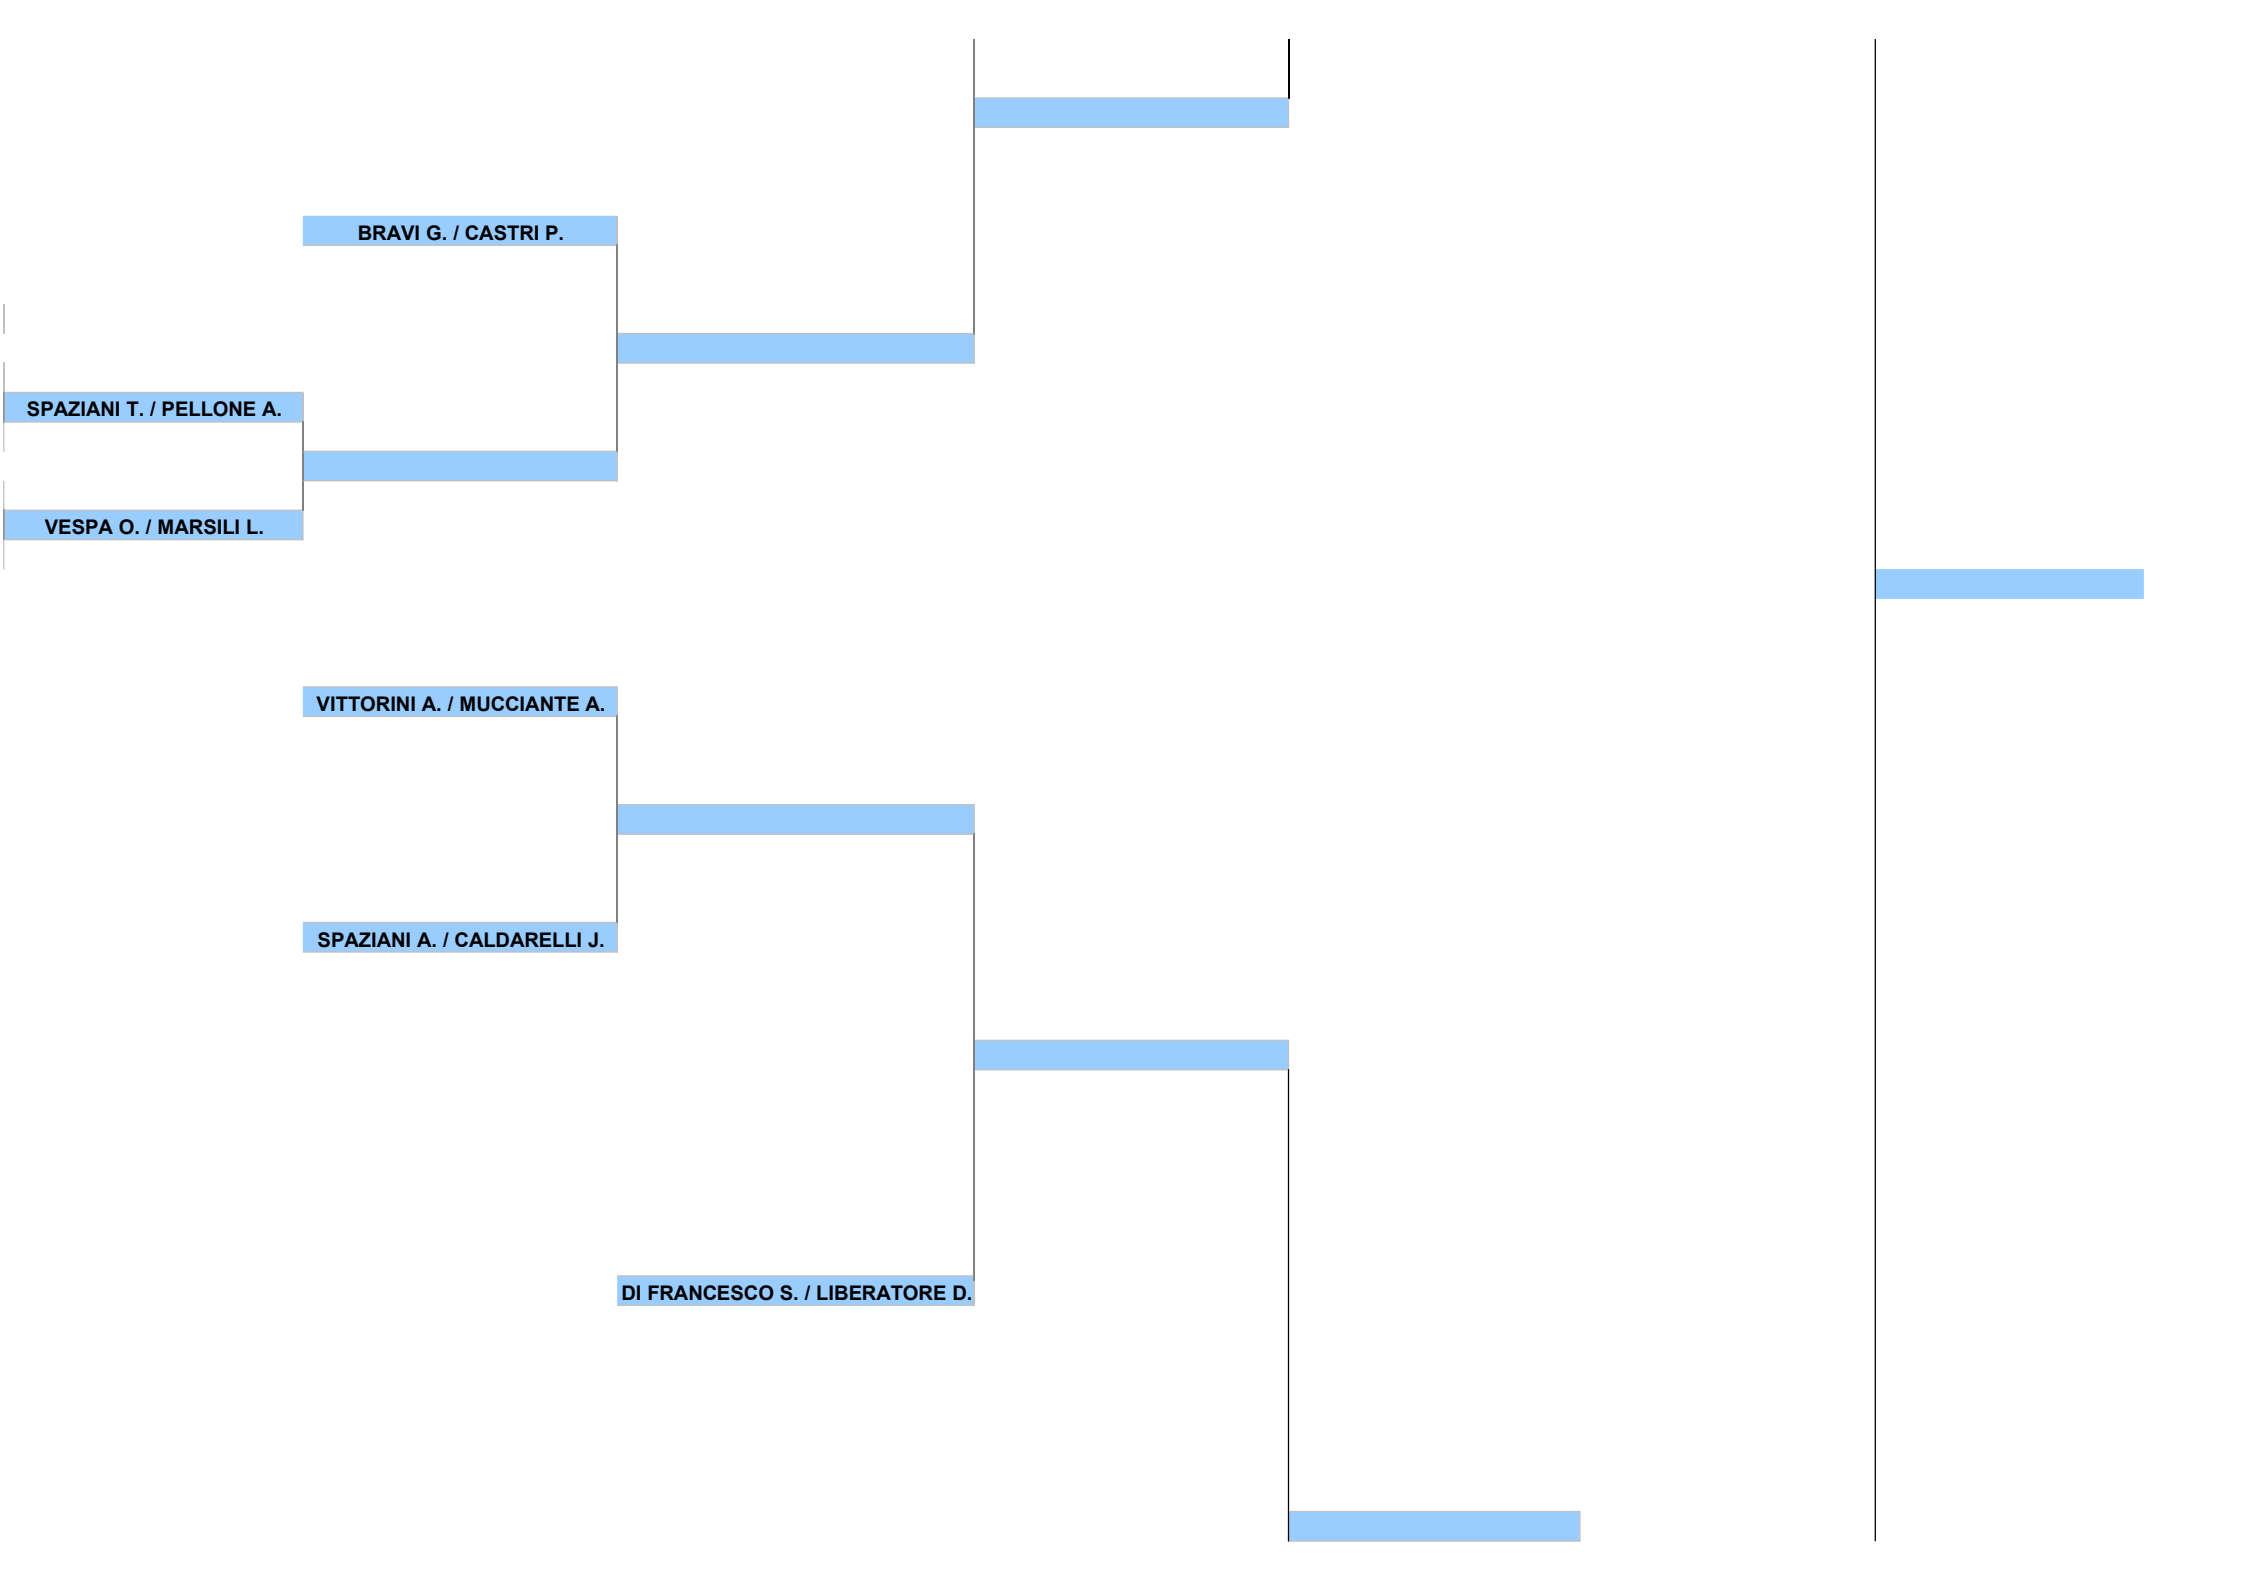 BRAVI G. / CASTRI P.
SPAZIANI T. / PELLONE A.
VESPA O. / MARSILI L.
VITTORINI A. / MUCCIANTE A.
SPAZIANI A. / CALDARELLI J.
DI FRANCESCO S. / LIBERATORE D.